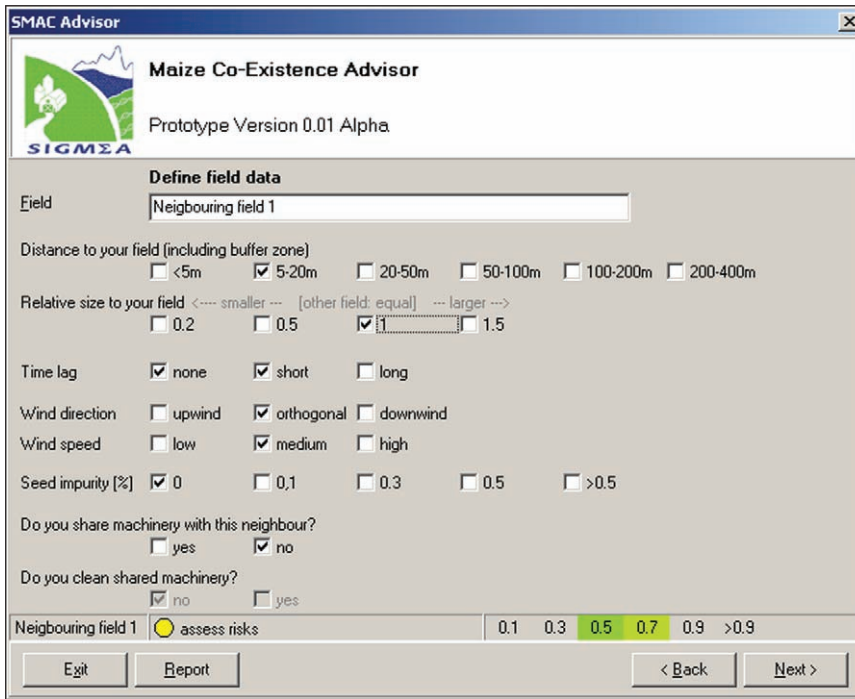 SMAC Advisor
SIGMΣA
Maize Co-Existence Advisor
Prototype Version 0.01 Alpha
Define field data
Field
Neigbouring field 1
Distance to your field (including buffer zone)
<5m 5-20m 20-50m 50-100m 100-200m 200-400m
Relative size to your field <---- smaller --- [other field: equal] --- larger --->
0.2 0.5 1 1.5
Time lag none short long
Wind direction upwind orthogonal downwind
Wind speed low medium high
Seed impurity [%] 0 0,1 0.3 0.5 >0.5
Do you share machinery with this neighbour?
yes no
Do you clean shared machinery?
no yes
Neigbouring field 1 assess risks 0.1 0.3 0.5 0.7 0.9 >0.9
Exit Report < Back Next >